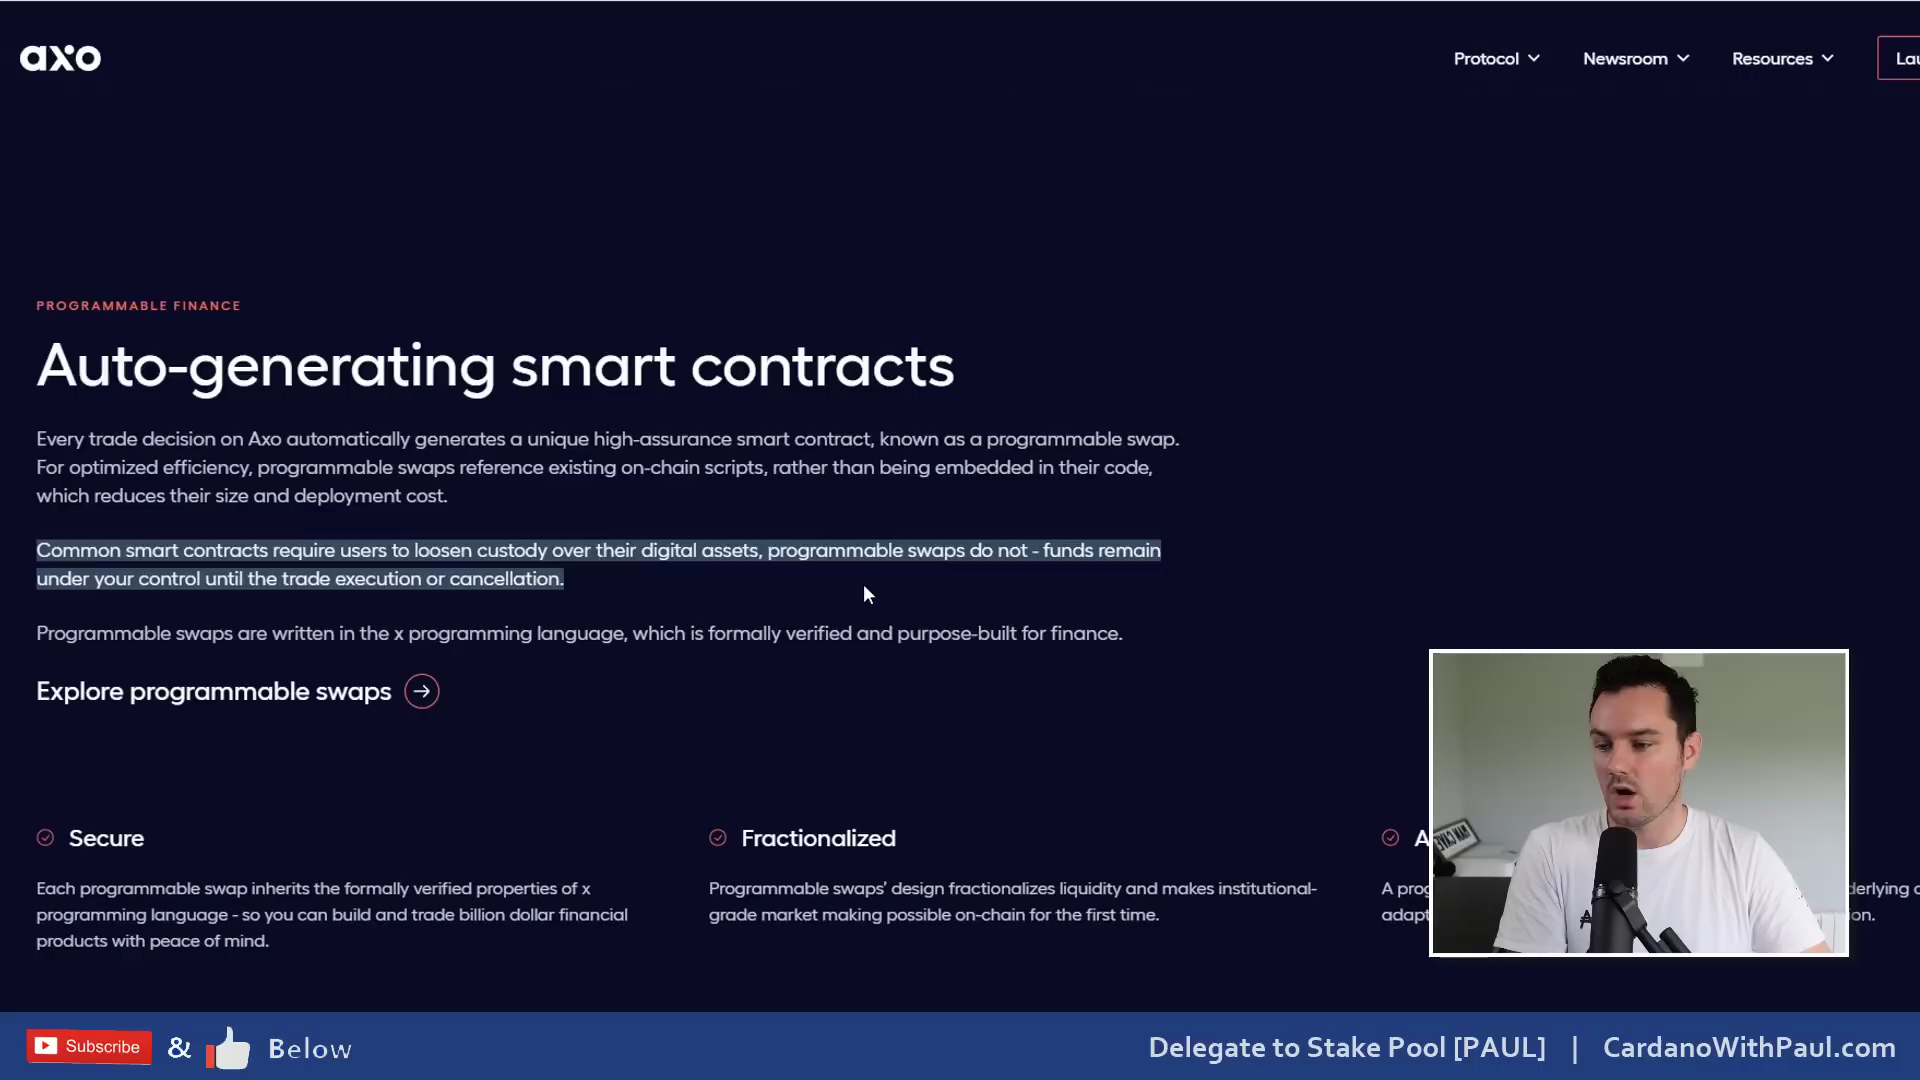 axo
Protocol
Newsroom
Resources
Lau
PROGRAMMABLE FINANCE
Auto-generating smart contracts
Every trade decision on Axo automatically generates a unique high-assurance smart contract, known as a programmable swap.
For optimized efficiency, programmable swaps reference existing on-chain scripts, rather than being embedded in their code,
which reduces their size and deployment cost.
Common smart contracts require users to loosen custody over their digital assets, programmable swaps do not - funds remain
under your control until the trade execution or cancellation.
Programmable swaps are written in the x programming language, which is formally verified and purpose-built for finance.
Explore programmable swaps
Secure
Each programmable swap inherits the formally verified properties of x
programming language - so you can build and trade billion dollar financial
products with peace of mind.
Fractionalized
Programmable swaps' design fractionalizes liquidity and makes institutional-
grade market making possible on-chain for the first time.
A
A prog derlying
adapt ion.
Subscribe & Below
Delegate to Stake Pool [PAUL] | CardanoWithPaul.com